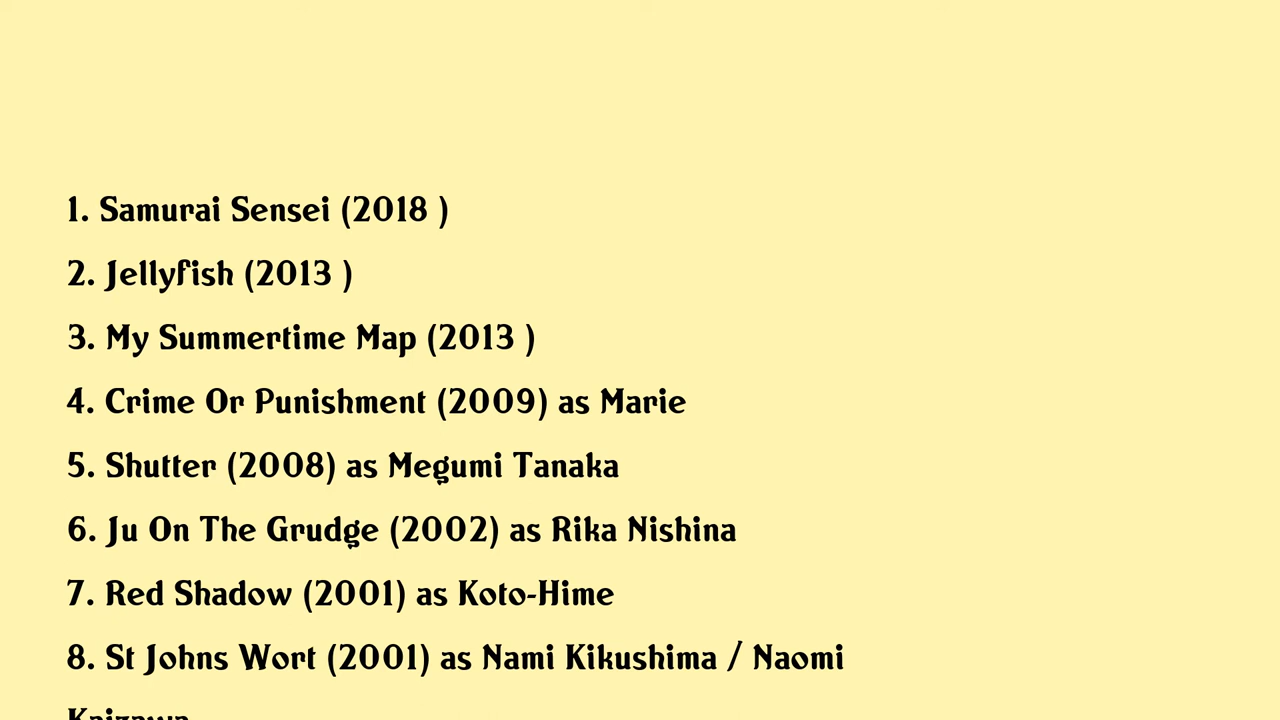 1. Samurai Sensei (2018 )
2. Jellyfish (2013 )
3. My Summertime Map (2013 )
4. Crime Or Punishment (2009) as Marie
5. Shutter (2008) as Megumi Tanaka
6. Ju On The Grudge (2002) as Rika Nishina
7. Red Shadow (2001) as Koto-Hime
8. St Johns Wort (2001) as Nami Kikushima / Naomi